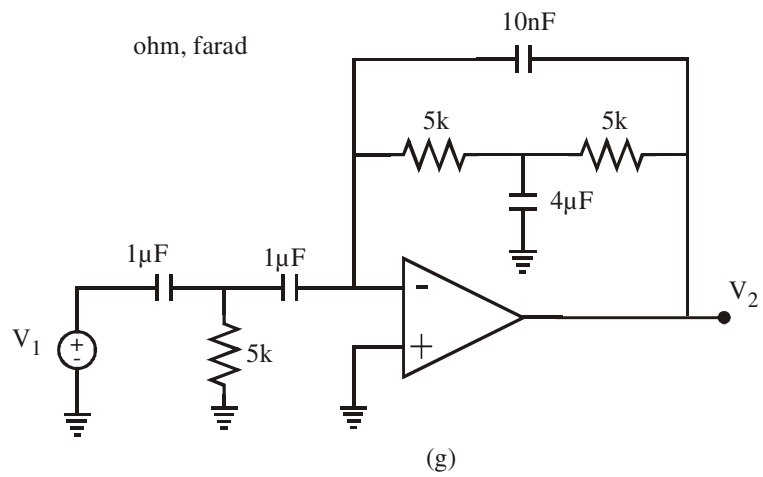 10nF
ohm, farad
5k 5k
4µF
1µF 1µF
V1
+
-
5k
-
+
V2
(g)